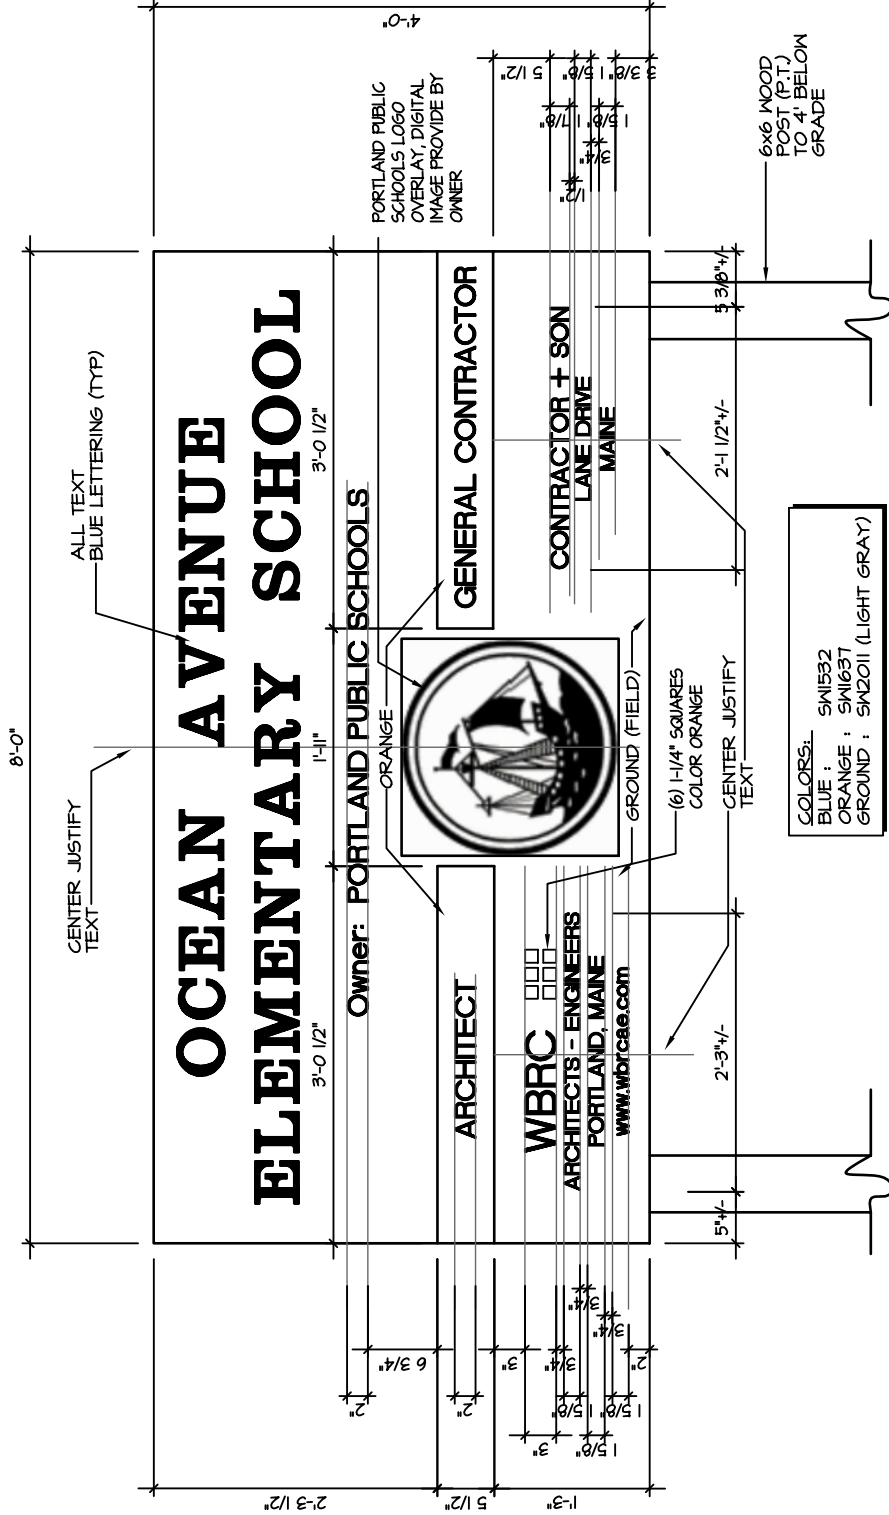 8'-0"
CENTER JUSTIFY
TEXT
ALL TEXT
BLUE LETTERING (TYP)
OCEAN AVENUE
ELEMENTARY SCHOOL
3'-0 1/2"
1'-11"
3'-0 1/2"
Owner: PORTLAND PUBLIC SCHOOLS
ORANGE
PORTLAND PUBLIC
SCHOOLS LOGO
OVERLAY, DIGITAL
IMAGE PROVIDE BY
OWNER
4'-0"
ARCHITECT
GENERAL CONTRACTOR
WBRC
ARCHITECTS - ENGINEERS
PORTLAND, MAINE
www.wbrcae.com
CONTRACTOR + SON
LANE DRIVE
MAINE
GROUND (FIELD)
(6) 1-1/4" SQUARES
COLOR ORANGE
CENTER JUSTIFY
TEXT
2'-3 1/2"
5 1/2"
1'-3"
2"
6 3/4"
2"
3"
3"
3/4"
1 5/8"
3/4"
1 5/8"
3/4"
1 5/8"
2"
5 1/2"
1 7/8"
1/2"
1 5/8"
3/4"
1 5/8"
1 5/8"
3 3/8"
5"+/-
2'-3"+/-
2'-1 1/2"+/-
5 3/8"+/-
6x6 WOOD
POST (P.T.)
TO 4' BELOW
GRADE
COLORS:
BLUE : SW1532
ORANGE : SW1637
GROUND : SW2011 (LIGHT GRAY)